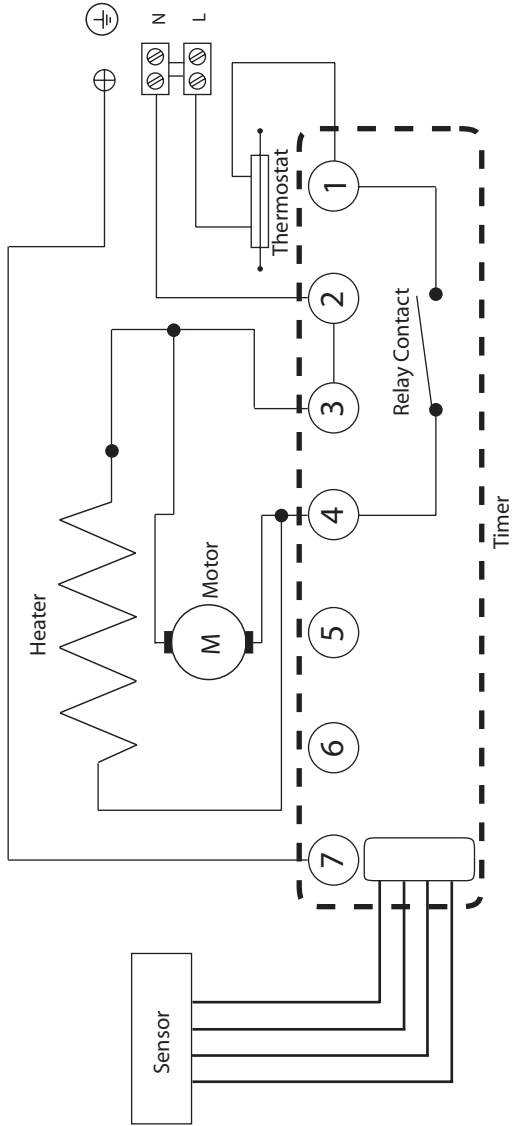 N
L
Thermostat
1
2
3
4
5
6
7
Relay Contact
Timer
Heater
Motor
M
Sensor